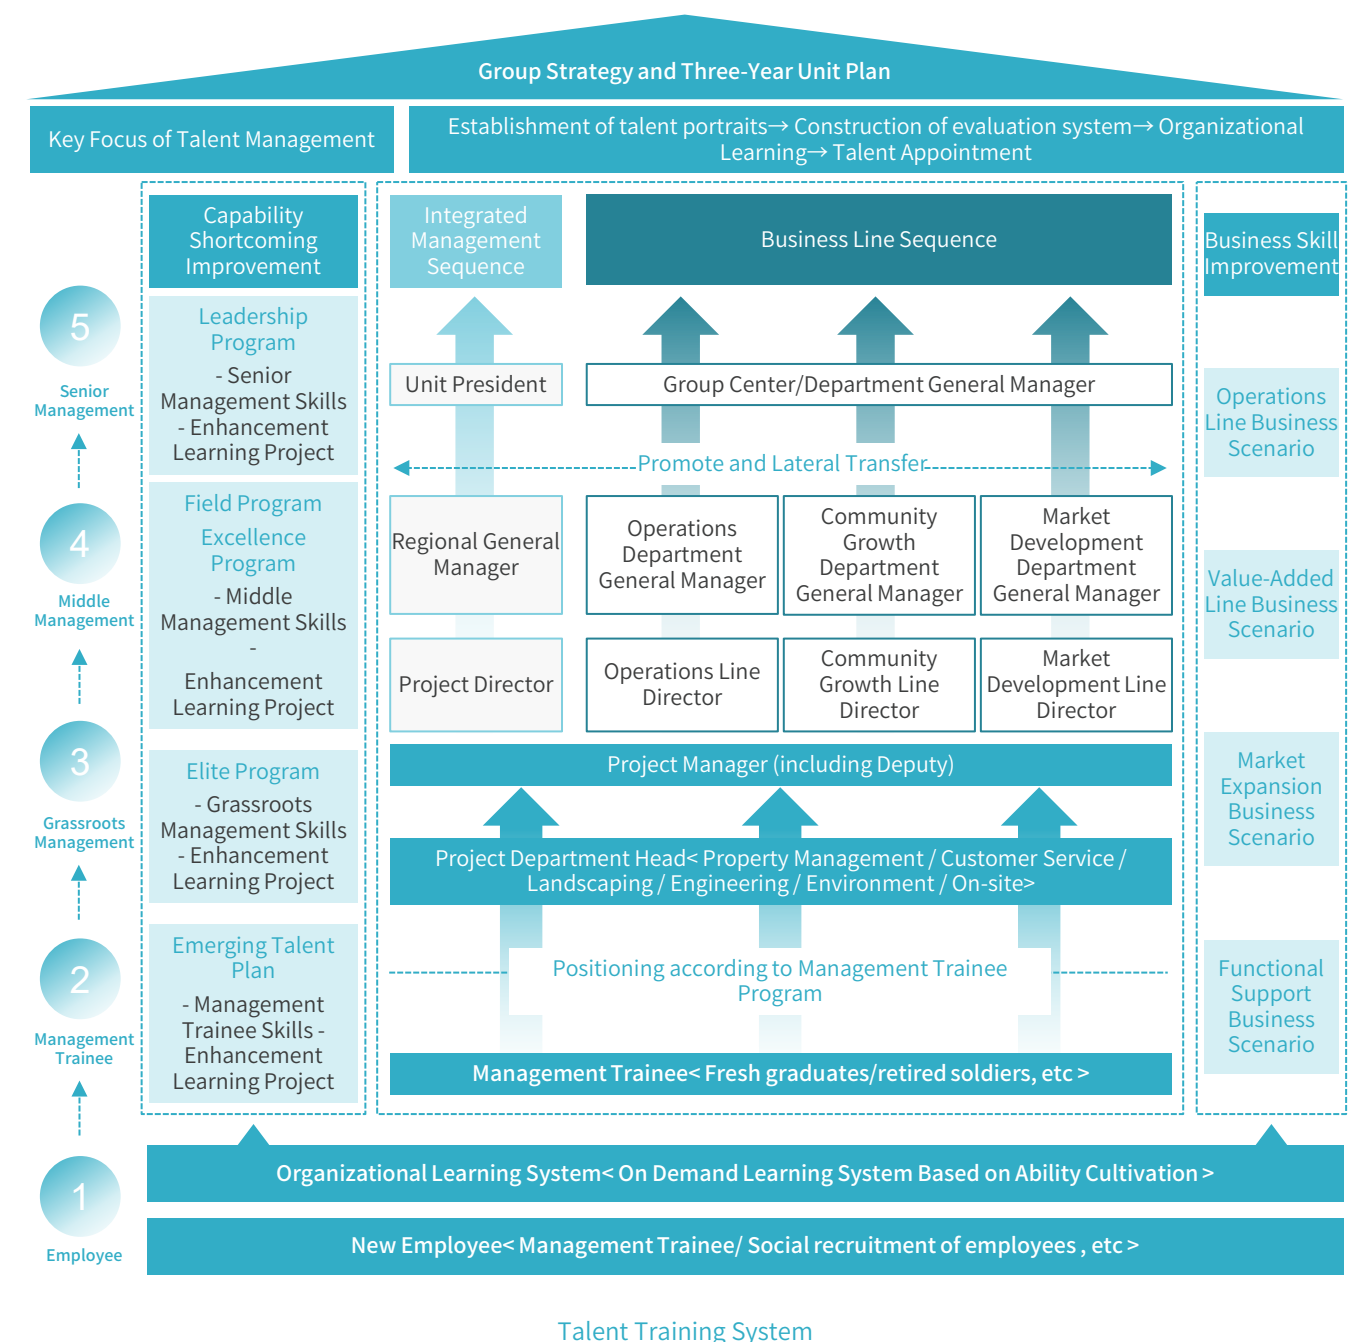 Group Strategy and Three-Year Unit Plan
Key Focus of Talent Management
Establishment of talent portraits→ Construction of evaluation system→ Organizational
Learning→ Talent Appointment
Capability
Shortcoming
Improvement
Integrated
Management
Sequence
Business Line Sequence
Business Skill
Improvement
5
Senior
Management
Leadership
Program
- Senior
Management Skills
- Enhancement
Learning Project
Unit President
Group Center/Department General Manager
Operations
Line Business
Scenario
Promote and Lateral Transfer
4
Middle
Management
Field Program
Excellence
Program
- Middle
Management Skills
-
Enhancement
Learning Project
Regional General
Manager
Operations
Department
General Manager
Community
Growth
Department
General Manager
Market
Development
Department
General Manager
Value-Added
Line Business
Scenario
Project Director
Operations Line
Director
Community
Growth Line
Director
Market
Development Line
Director
3
Grassroots
Management
Elite Program
- Grassroots
Management Skills
- Enhancement
Learning Project
Project Manager (including Deputy)
Project Department Head< Property Management / Customer Service /
Landscaping / Engineering / Environment / On-site>
Market
Expansion
Business
Scenario
2
Management
Trainee
Emerging Talent
Plan
- Management
Trainee Skills -
Enhancement
Learning Project
Positioning according to Management Trainee
Program
Management Trainee< Fresh graduates/retired soldiers, etc >
Functional
Support
Business
Scenario
1
Employee
Organizational Learning System< On Demand Learning System Based on Ability Cultivation >
New Employee< Management Trainee/ Social recruitment of employees , etc >
Talent Training System